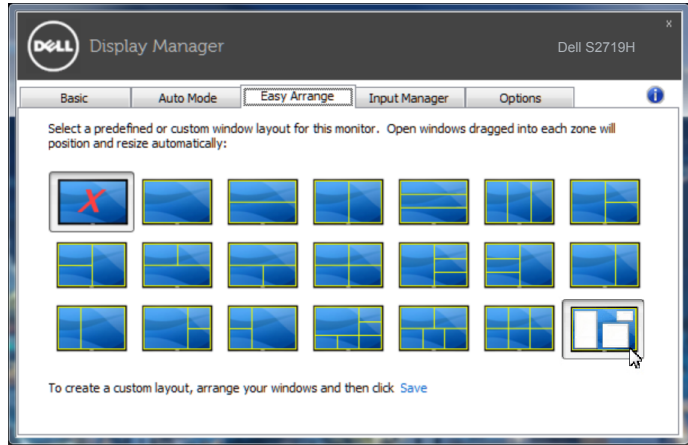 x
DELL Display Manager Dell S2719H
Basic Auto Mode Easy Arrange Input Manager Options i
Select a predefined or custom window layout for this monitor. Open windows dragged into each zone will
position and resize automatically:
X
To create a custom layout, arrange your windows and then click Save